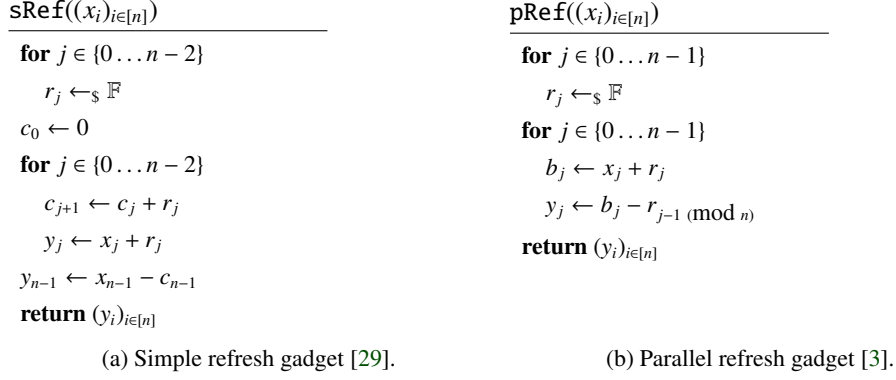 sRef((x_i)_{i∈[n]})
for j ∈ {0 … n − 2}
r_j ←_$ 𝔽
c_0 ← 0
for j ∈ {0 … n − 2}
c_{j+1} ← c_j + r_j
y_j ← x_j + r_j
y_{n−1} ← x_{n−1} − c_{n−1}
return (y_i)_{i∈[n]}
(a) Simple refresh gadget [29].
pRef((x_i)_{i∈[n]})
for j ∈ {0 … n − 1}
r_j ←_$ 𝔽
for j ∈ {0 … n − 1}
b_j ← x_j + r_j
y_j ← b_j − r_{j−1 (mod n)}
return (y_i)_{i∈[n]}
(b) Parallel refresh gadget [3].